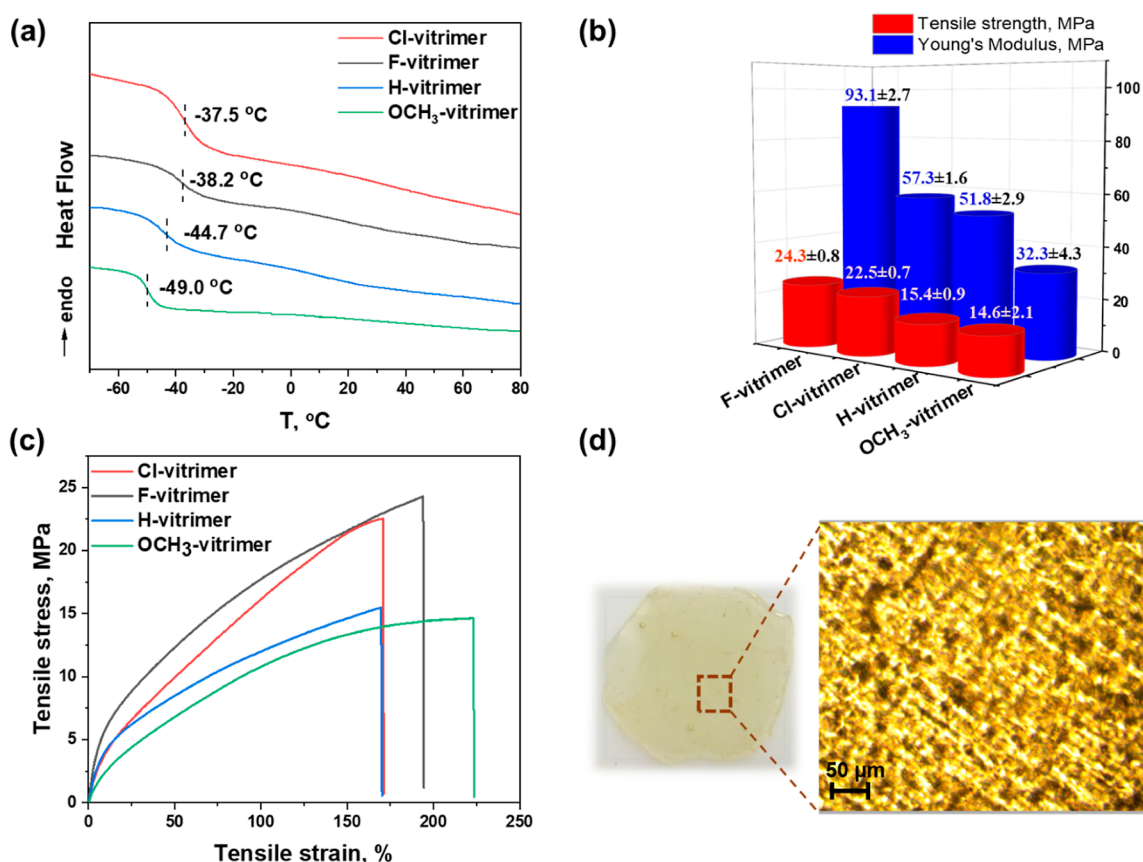 (a)
Cl-vitrimer
F-vitrimer
H-vitrimer
OCH₃-vitrimer
-37.5 ºC
-38.2 ºC
-44.7 ºC
-49.0 ºC
→ endo Heat Flow
-60 -40 -20 0 20 40 60 80
T, ºC
(b)
Tensile strength, MPa
Young's Modulus, MPa
93.1±2.7
57.3±1.6
51.8±2.9
32.3±4.3
24.3±0.8
22.5±0.7
15.4±0.9
14.6±2.1
100
80
60
40
20
0
F-vitrimer
Cl-vitrimer
H-vitrimer
OCH₃-vitrimer
(c)
Cl-vitrimer
F-vitrimer
H-vitrimer
OCH₃-vitrimer
Tensile stress, MPa
25
20
15
10
5
0
0 50 100 150 200 250
Tensile strain, %
(d)
50 µm